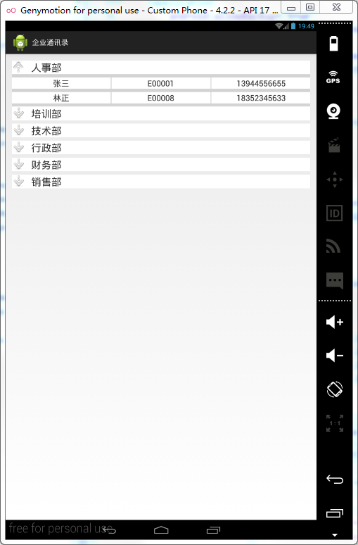 Genymotion for personal use - Custom Phone - 4.2.2 - API 17 ...
19:49
企业通讯录
人事部
张三 E00001 13944556655
林正 E00008 18352345633
培训部
技术部
行政部
财务部
销售部
GPS
ID
1:1
free for personal use